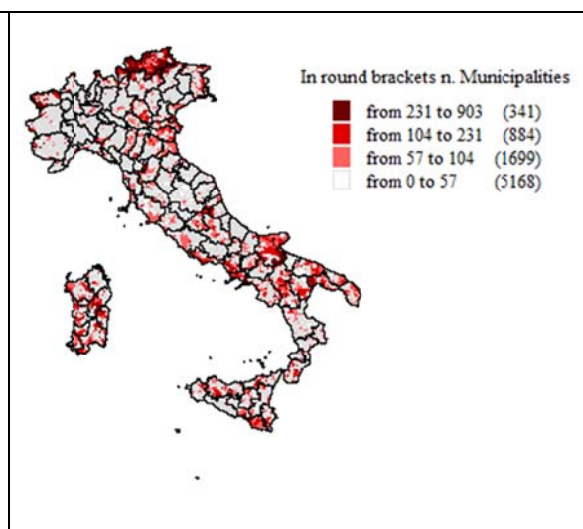 In round brackets n. Municipalities
from 231 to 903 (341)
from 104 to 231 (884)
from 57 to 104 (1699)
from 0 to 57 (5168)